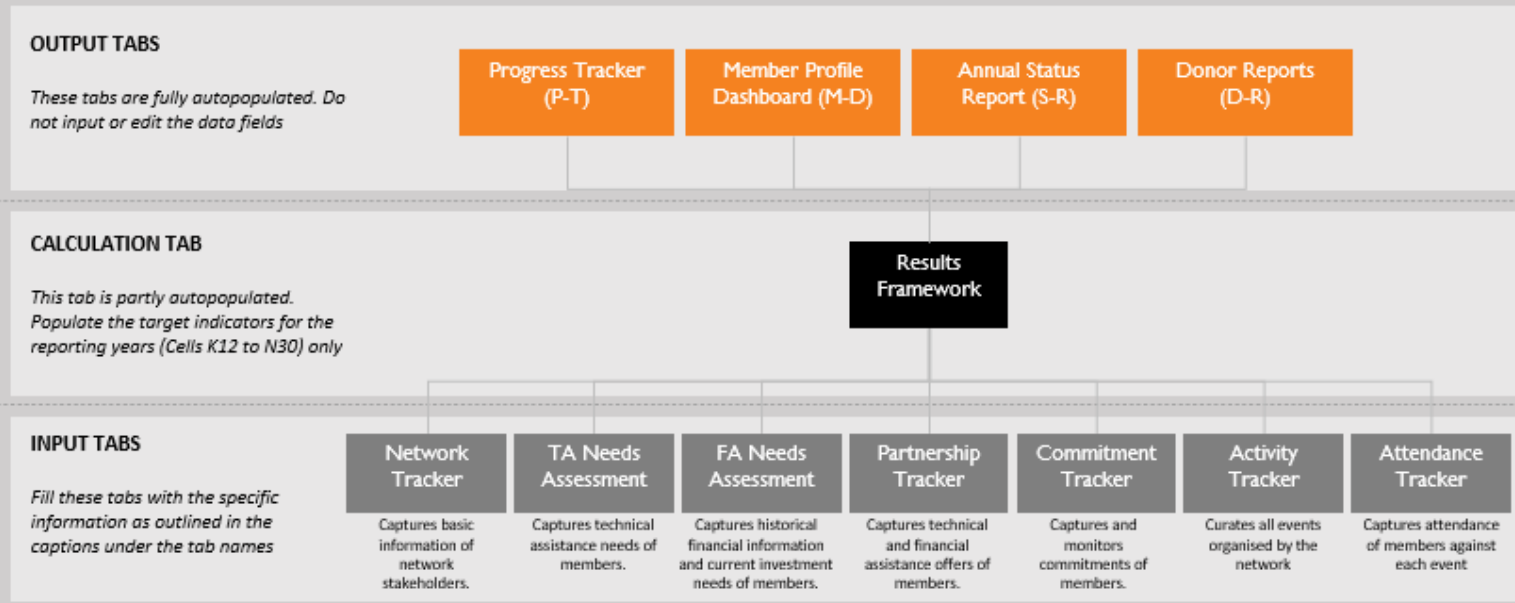 OUTPUT TABS
These tabs are fully autopopulated. Do
not input or edit the data fields
Progress Tracker
(P-T)
Member Profile
Dashboard (M-D)
Annual Status
Report (S-R)
Donor Reports
(D-R)
CALCULATION TAB
This tab is partly autopopulated.
Populate the target indicators for the
reporting years (Cells K12 to N30) only
Results
Framework
INPUT TABS
Fill these tabs with the specific
information as outlined in the
captions under the tab names
Network
Tracker
Captures basic
information of
network
stakeholders.
TA Needs
Assessment
Captures technical
assistance needs of
members.
FA Needs
Assessment
Captures historical
financial information
and current investment
needs of members.
Partnership
Tracker
Captures technical
and financial
assistance offers of
members.
Commitment
Tracker
Captures and
monitors
commitments of
members.
Activity
Tracker
Curates all events
organised by the
network
Attendance
Tracker
Captures attendance
of members against
each event